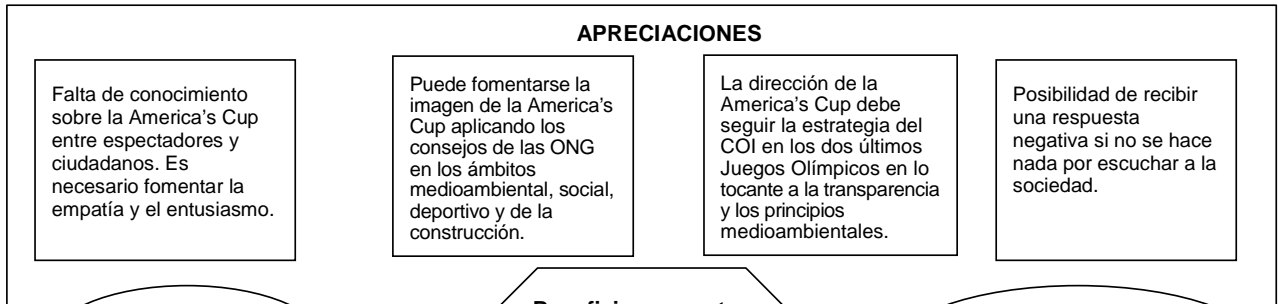 APRECIACIONES
Falta de conocimiento
sobre la America's Cup
entre espectadores y
ciudadanos. Es
necesario fomentar la
empatía y el entusiasmo.
Puede fomentarse la
imagen de la America's
Cup aplicando los
consejos de las ONG
en los ámbitos
medioambiental, social,
deportivo y de la
construcción.
La dirección de la
America's Cup debe
seguir la estrategia del
COI en los dos últimos
Juegos Olímpicos en lo
tocante a la transparencia
y los principios
medioambientales.
Posibilidad de recibir
una respuesta
negativa si no se hace
nada por escuchar a la
sociedad.